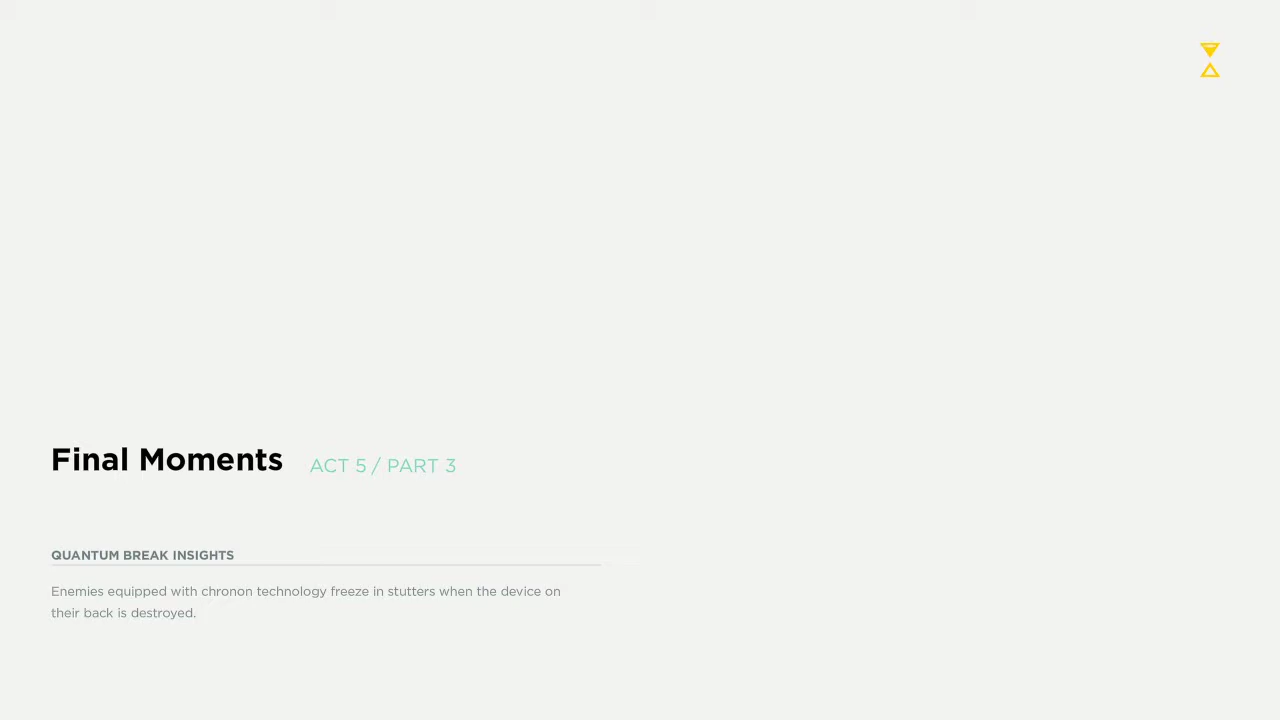 Final Moments ACT 5 / PART 3
QUANTUM BREAK INSIGHTS
Enemies equipped with chronon technology freeze in stutters when the device on
their back is destroyed.